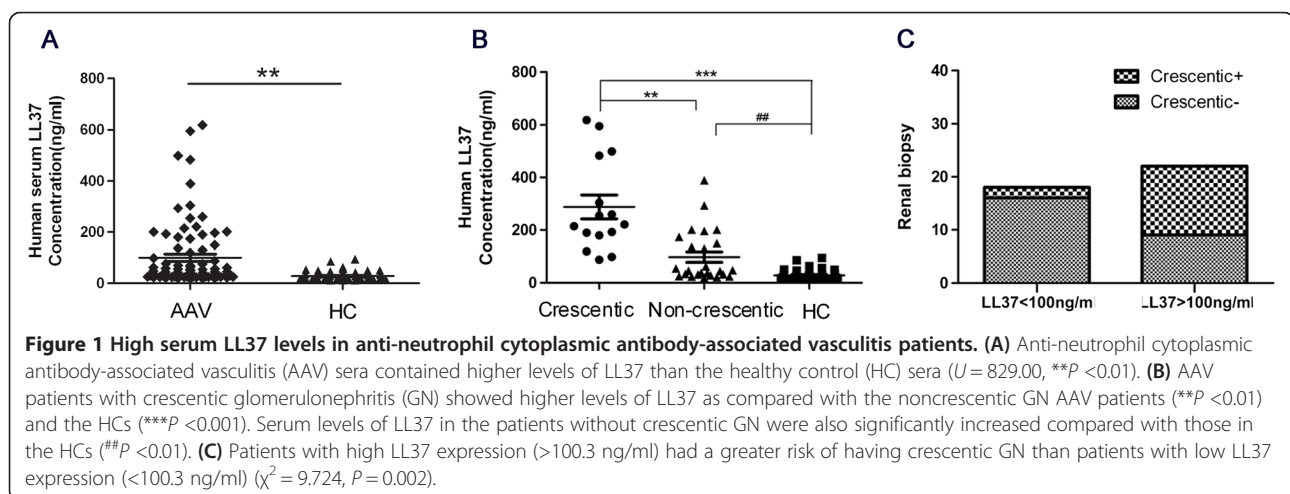 A
Human serum LL37
Concentration(ng/ml)
800
600
400
200
0
**
AAV
HC
B
Human LL37
Concentration(ng/ml)
800
600
400
200
0
***
**
##
Crescentic
Non-crescentic
HC
C
Renal biopsy
40
30
20
10
0
Crescentic+
Crescentic-
LL37<100ng/ml
LL37>100ng/ml
Figure 1 High serum LL37 levels in anti-neutrophil cytoplasmic antibody-associated vasculitis patients. (A) Anti-neutrophil cytoplasmic
antibody-associated vasculitis (AAV) sera contained higher levels of LL37 than the healthy control (HC) sera (U = 829.00, **P <0.01). (B) AAV
patients with crescentic glomerulonephritis (GN) showed higher levels of LL37 as compared with the noncrescentic GN AAV patients (**P <0.01)
and the HCs (***P <0.001). Serum levels of LL37 in the patients without crescentic GN were also significantly increased compared with those in
the HCs (##P <0.01). (C) Patients with high LL37 expression (>100.3 ng/ml) had a greater risk of having crescentic GN than patients with low LL37
expression (<100.3 ng/ml) (χ2 = 9.724, P = 0.002).